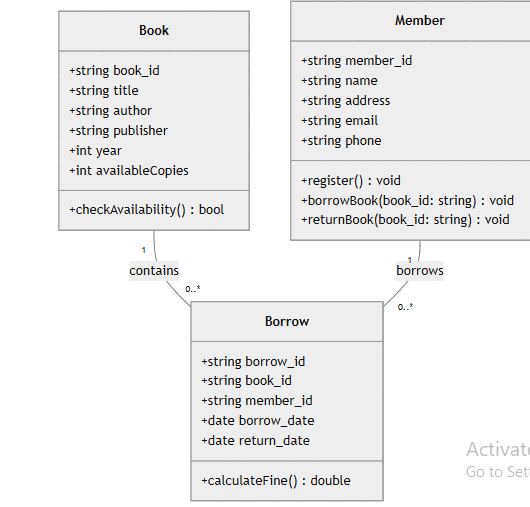 Book
+string book_id
+string title
+string author
+string publisher
+int year
+int availableCopies
+checkAvailability() : bool
Member
+string member_id
+string name
+string address
+string email
+string phone
+register() : void
+borrowBook(book_id: string) : void
+returnBook(book_id: string) : void
1
contains
0..*
1
borrows
0..*
Borrow
+string borrow_id
+string book_id
+string member_id
+date borrow_date
+date return_date
+calculateFine() : double
Activate
Go to Sett